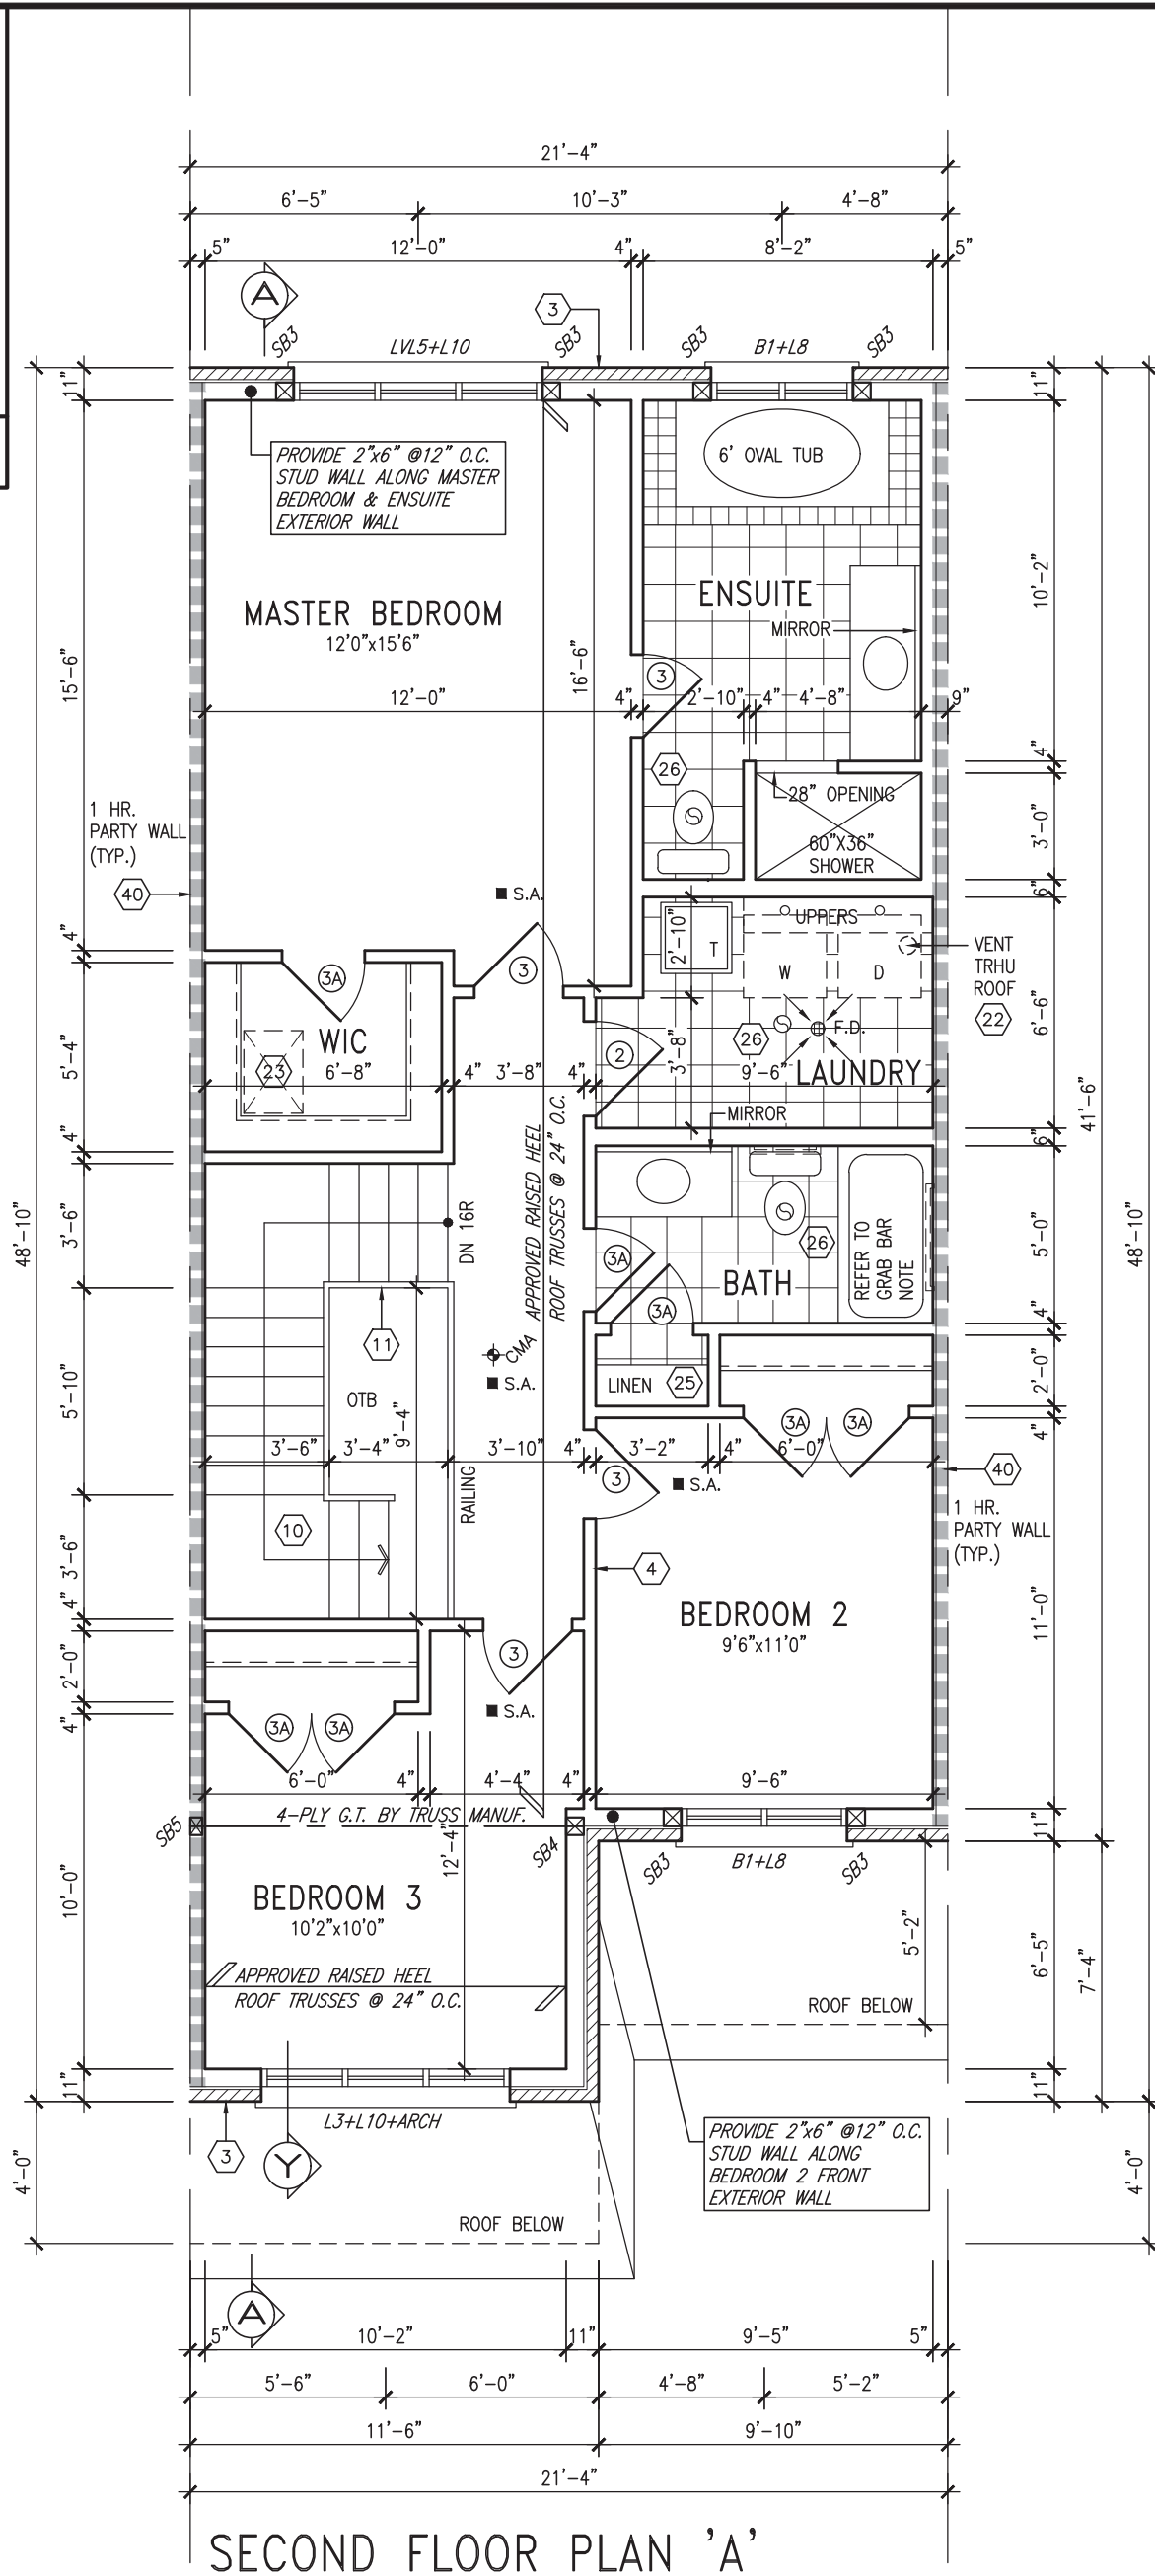 21'-4"
6'-5" 10'-3" 4'-8"
5" 12'-0" 4" 8'-2" 5"
A
3
SB3 LVL5+L10 SB3 SB3 B1+L8 SB3
11" 11"
PROVIDE 2"x6" @12" O.C.
STUD WALL ALONG MASTER
BEDROOM & ENSUITE
EXTERIOR WALL
6' OVAL TUB
MASTER BEDROOM
12'0"x15'6"
ENSUITE
MIRROR
10'-2"
15'-6"
16'-6"
3
12'-0" 4" 2'-10" 4" 4'-8" 9"
4"
26
28" OPENING
60"X36"
SHOWER
3'-0"
6"
1 HR.
PARTY WALL
(TYP.)
40
S.A.
4"
3A
3
WIC
23
5'-4"
6'-8" 4" 3'-8" 4" 9'-6"
4"
UPPERS
2'-10"
T
W D
VENT
TRHU
ROOF
22
6'-6"
26
F.D.
2
3'-8"
LAUNDRY
MIRROR
6"
41'-6"
48'-10"
48'-10"
APPROVED RAISED HEEL
ROOF TRUSSES @ 24" O.C.
3'-6"
DN 16R
26
3A
BATH
REFER TO
GRAB BAR
NOTE
5'-0"
4"
3A
11
CMA
S.A.
OTB
9'-4"
5'-10"
LINEN 25
2'-0"
4"
3A 3A
3'-6" 3'-4" 3'-10" 4" 3'-2" 4" 6'-0"
3
S.A.
RAILING
40
1 HR.
PARTY WALL
(TYP.)
10
3'-6"
4"
4
BEDROOM 2
9'6"x11'0"
11'-0"
3
2'-0"
4"
S.A.
3A 3A
6'-0" 4" 4'-4" 4" 9'-6"
4-PLY G.T. BY TRUSS MANUF.
SB5
SB4
12'-4"
SB3 B1+L8 SB3
11"
BEDROOM 3
10'2"x10'0"
10'-0"
5'-2"
6'-5"
7'-4"
APPROVED RAISED HEEL
ROOF TRUSSES @ 24" O.C.
ROOF BELOW
11" 11"
L3+L10+ARCH
3
Y
PROVIDE 2"x6" @12" O.C.
STUD WALL ALONG
BEDROOM 2 FRONT
EXTERIOR WALL
4'-0" 4'-0"
ROOF BELOW
A
5" 10'-2" 11" 9'-5" 5"
5'-6" 6'-0" 4'-8" 5'-2"
11'-6" 9'-10"
21'-4"
SECOND FLOOR PLAN 'A'